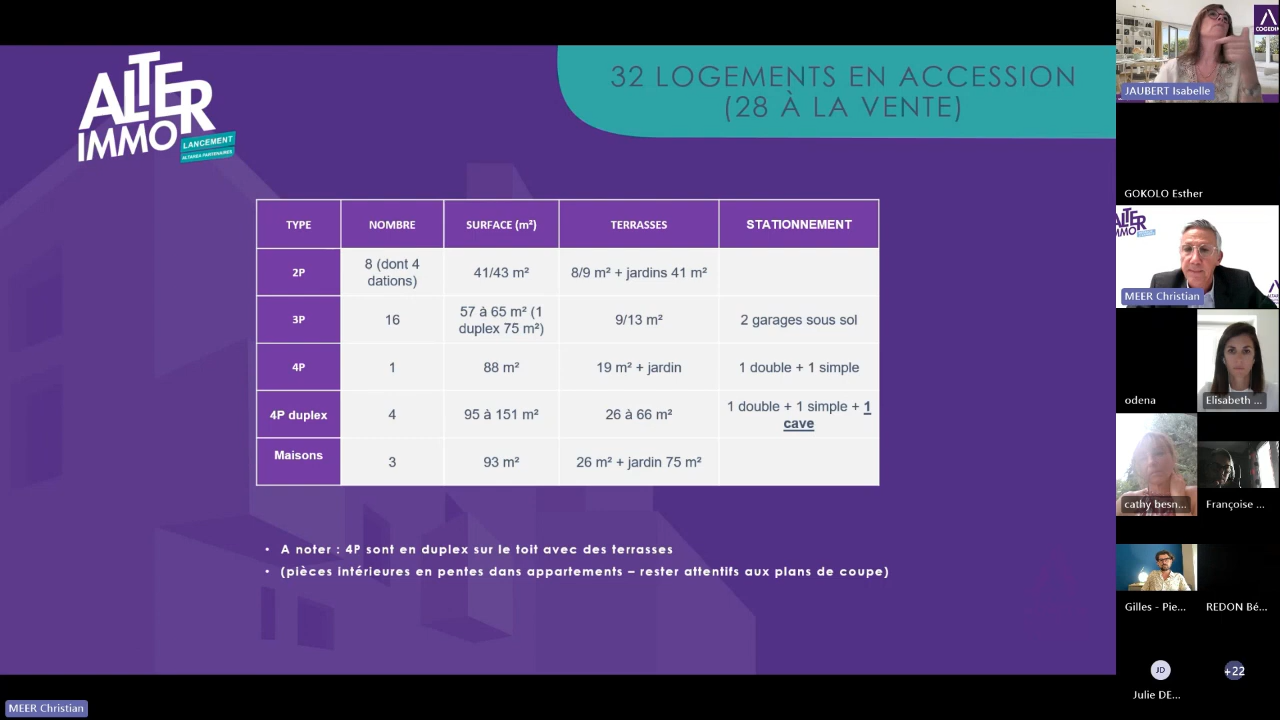 ALTER
IMMO
LANCEMENT
ALTAREA PARTENAIRES
32 LOGEMENTS EN ACCESSION
(28 À LA VENTE)
TYPE NOMBRE SURFACE (m²) TERRASSES STATIONNEMENT
2P 8 (dont 4 dations) 41/43 m² 8/9 m² + jardins 41 m²
3P 16 57 à 65 m² (1 duplex 75 m²) 9/13 m² 2 garages sous sol
4P 1 88 m² 19 m² + jardin 1 double + 1 simple
4P duplex 4 95 à 151 m² 26 à 66 m² 1 double + 1 simple + 1 cave
Maisons 3 93 m² 26 m² + jardin 75 m²
• A noter : 4P sont en duplex sur le toit avec des terrasses
• (pièces intérieures en pentes dans appartements – rester attentifs aux plans de coupe)
MEER Christian
COGEDIM
JAUBERT Isabelle
GOKOLO Esther
ALTER
IMMO
MEER Christian
odena
Elisabeth ...
cathy besn...
Françoise ...
Gilles - Pie...
REDON Bé...
JD
+22
Julie DE...